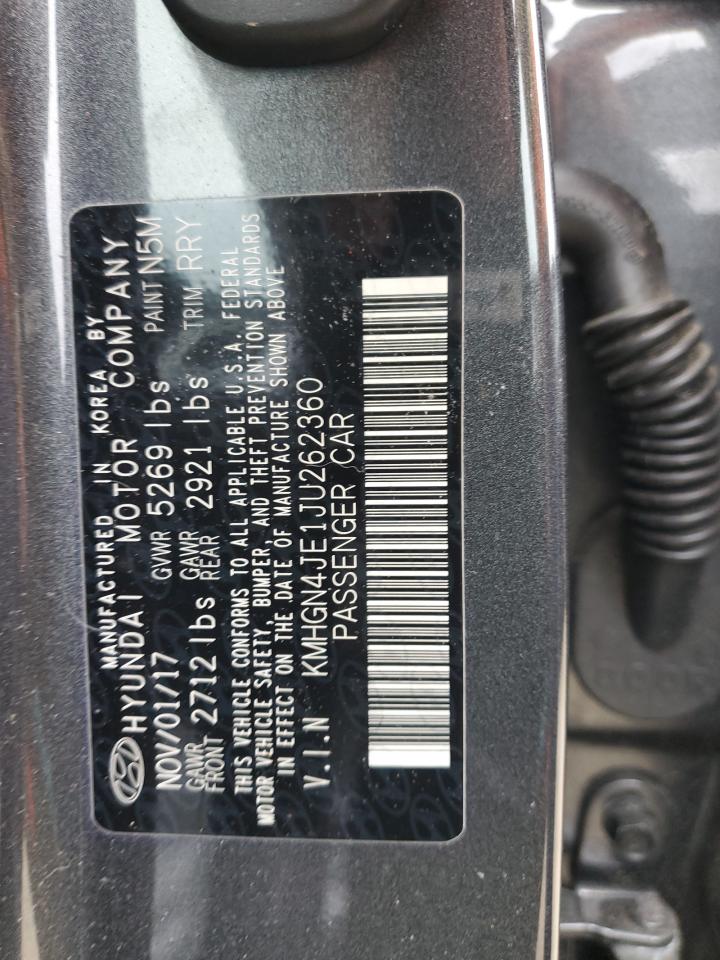 MANUFACTURED IN KOREA BY
HYUNDAI MOTOR COMPANY
NOV/01/17 GVWR 5269 lbs PAINT N5M
GAWR FRONT 2712 lbs GAWR REAR 2921 lbs TRIM RRY
THIS VEHICLE CONFORMS TO ALL APPLICABLE U.S.A. FEDERAL
MOTOR VEHICLE SAFETY, BUMPER AND THEFT PREVENTION STANDARDS
IN EFFECT ON THE DATE OF MANUFACTURE SHOWN ABOVE
V.I.N KMHGN4JE1JU262360
PASSENGER CAR